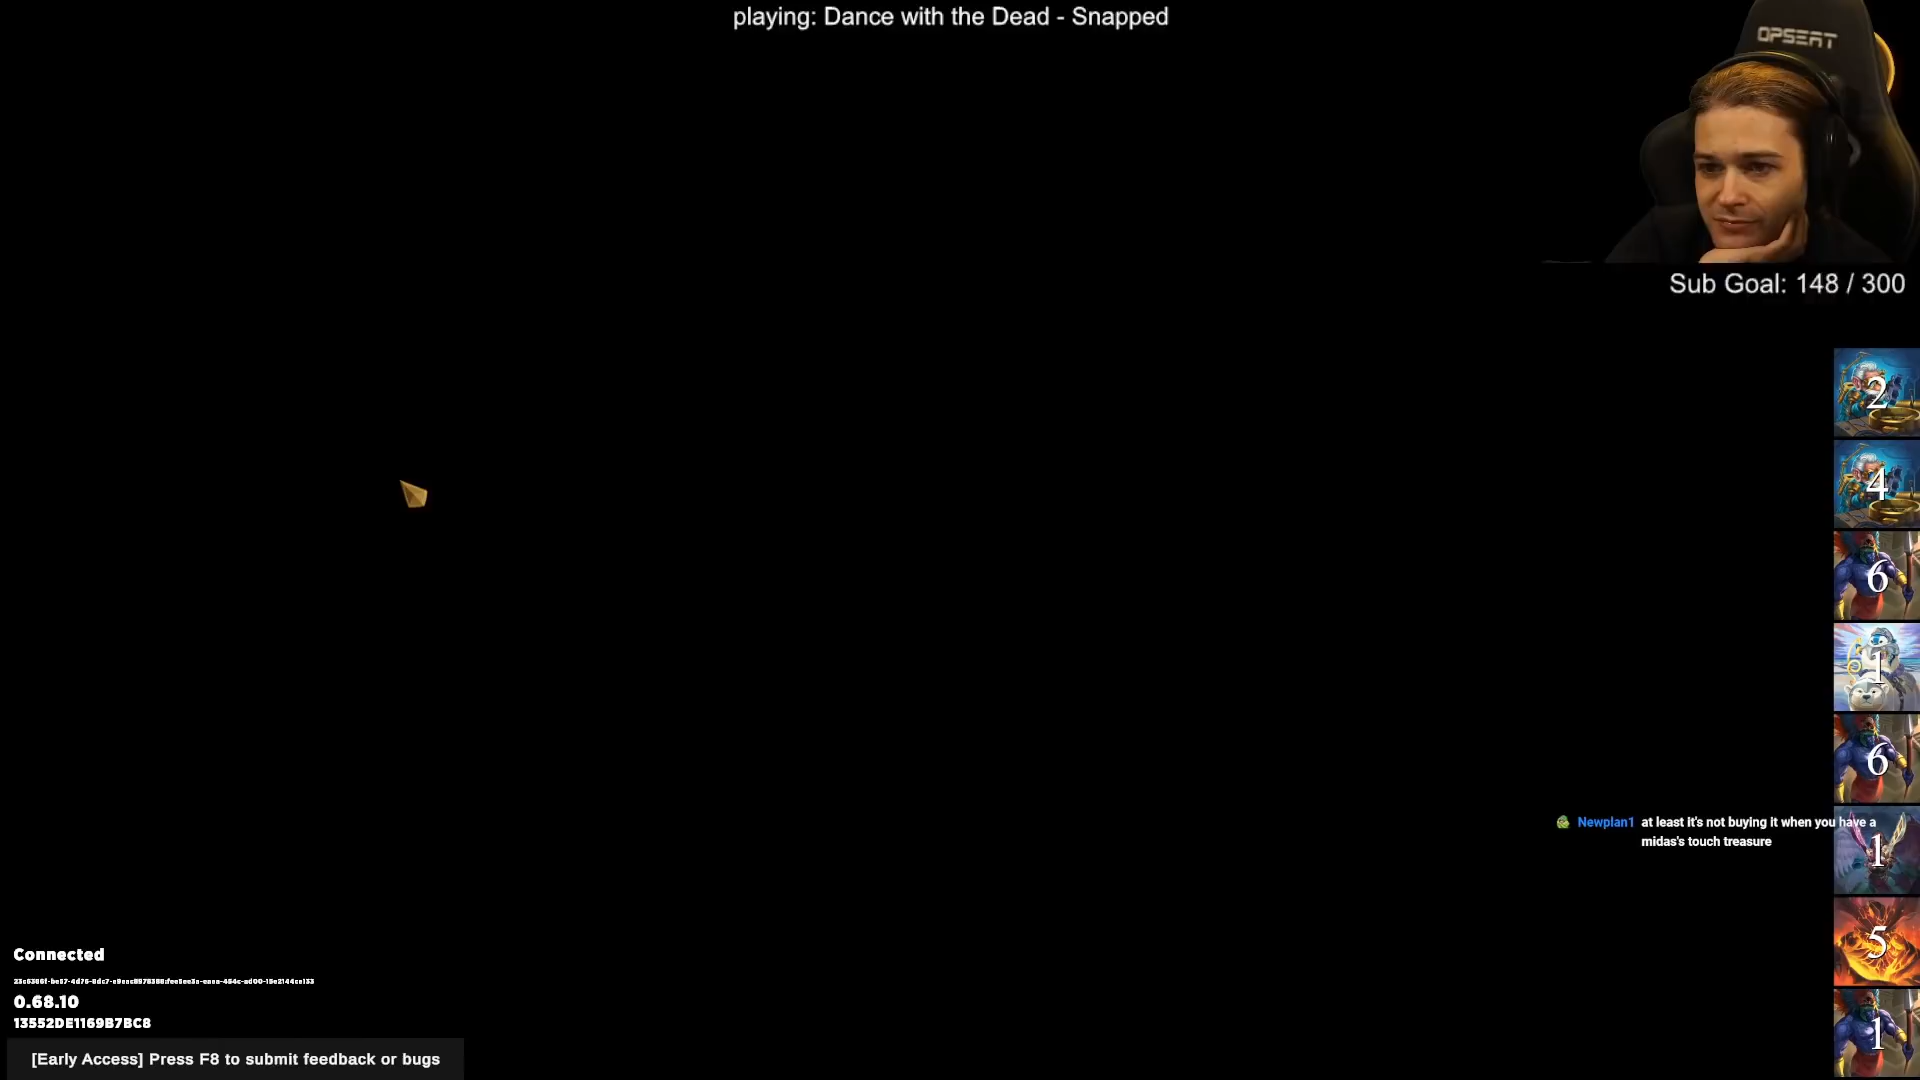 playing: Dance with the Dead - Snapped
OPSEAT
Sub Goal: 148 / 300
2
4
6
1
6
Newplan1 at least it's not buying it when you have a
midas's touch treasure
1
5
1
Connected
0.68.10
13552DE1169B7BC8
[Early Access] Press F8 to submit feedback or bugs